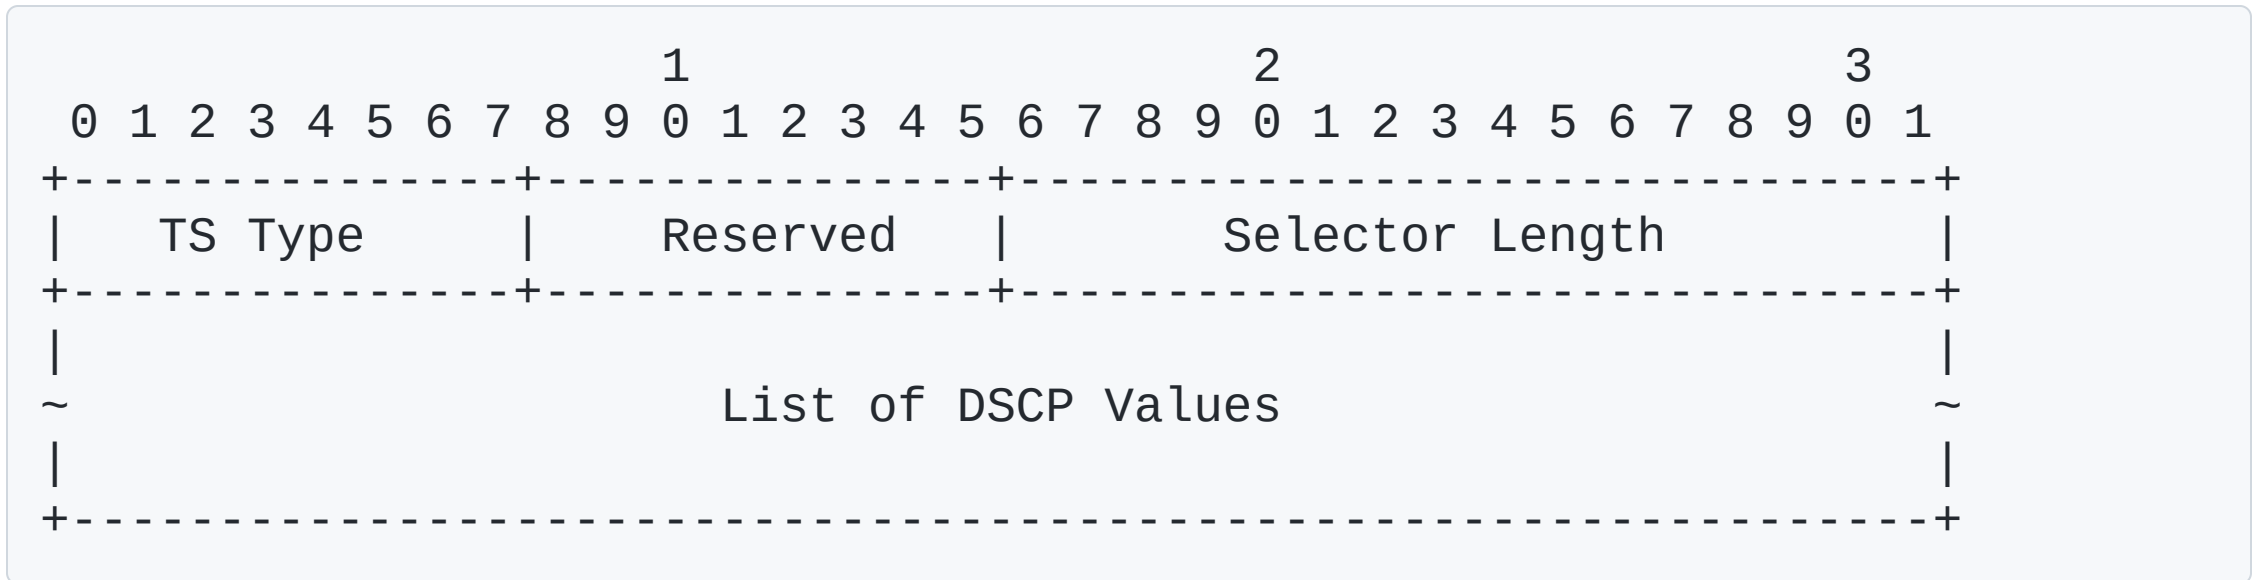 1                   2                   3
 0 1 2 3 4 5 6 7 8 9 0 1 2 3 4 5 6 7 8 9 0 1 2 3 4 5 6 7 8 9 0 1
+---------------+---------------+-------------------------------+
|   TS Type     |    Reserved   |       Selector Length         |
+---------------+---------------+-------------------------------+
|                                                               |
~                      List of DSCP Values                      ~
|                                                               |
+---------------------------------------------------------------+